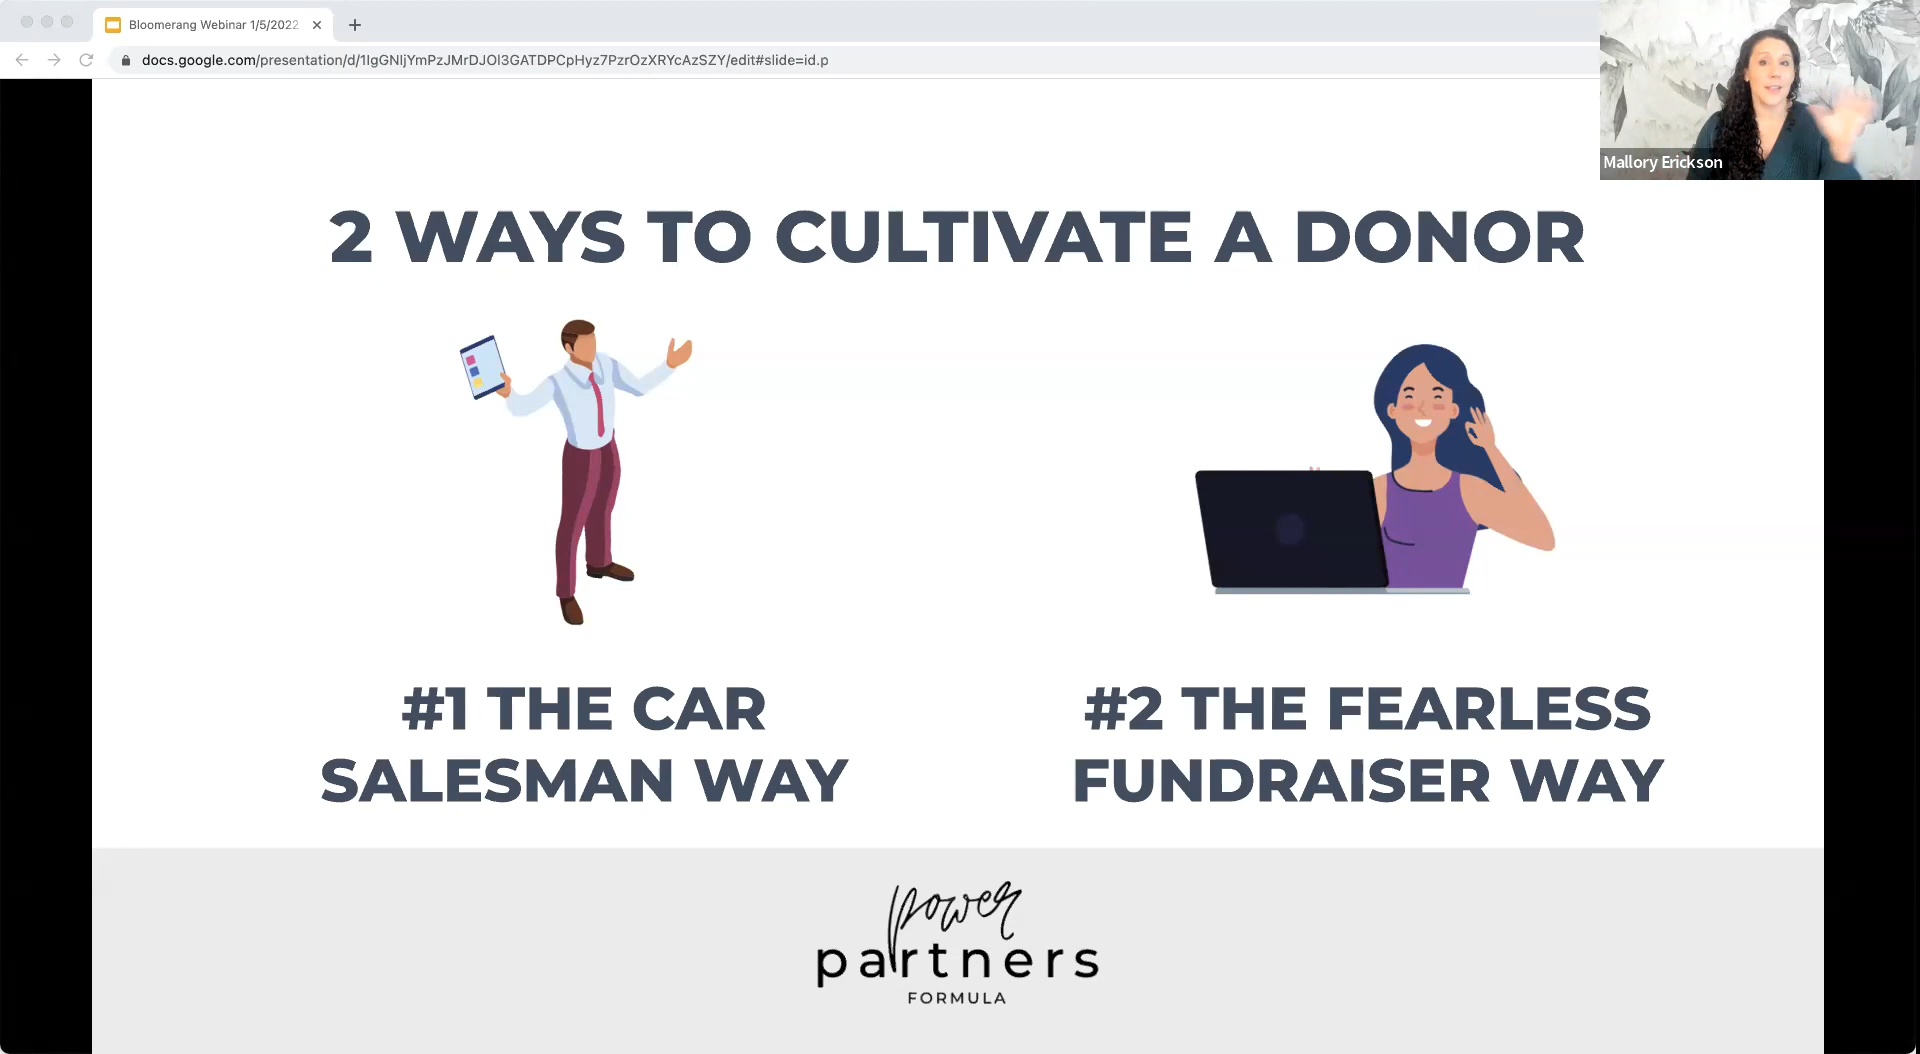 Bloomerang Webinar 1/5/2022
docs.google.com/presentation/d/1IgGNIjYmPzJMrDJOl3GATDPCpHyz7PzrOzXRYcAzSZY/edit#slide=id.p
Mallory Erickson
2 WAYS TO CULTIVATE A DONOR
#1 THE CAR
SALESMAN WAY
#2 THE FEARLESS
FUNDRAISER WAY
power
partners
FORMULA